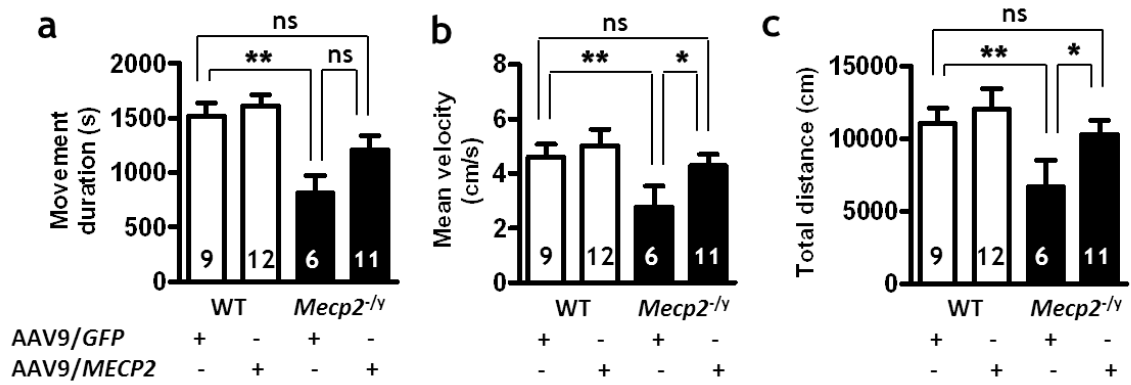 a
ns
**
ns
Movement duration (s)
2000
1500
1000
500
0
9
12
6
11
WT
Mecp2-/y
b
ns
**
*
Mean velocity (cm/s)
8
6
4
2
0
9
12
6
11
WT
Mecp2-/y
c
ns
**
*
Total distance (cm)
15000
10000
5000
0
9
12
6
11
WT
Mecp2-/y
AAV9/GFP + - + - + - + - + - + -
AAV9/MECP2 - + - + - + - + - + - +